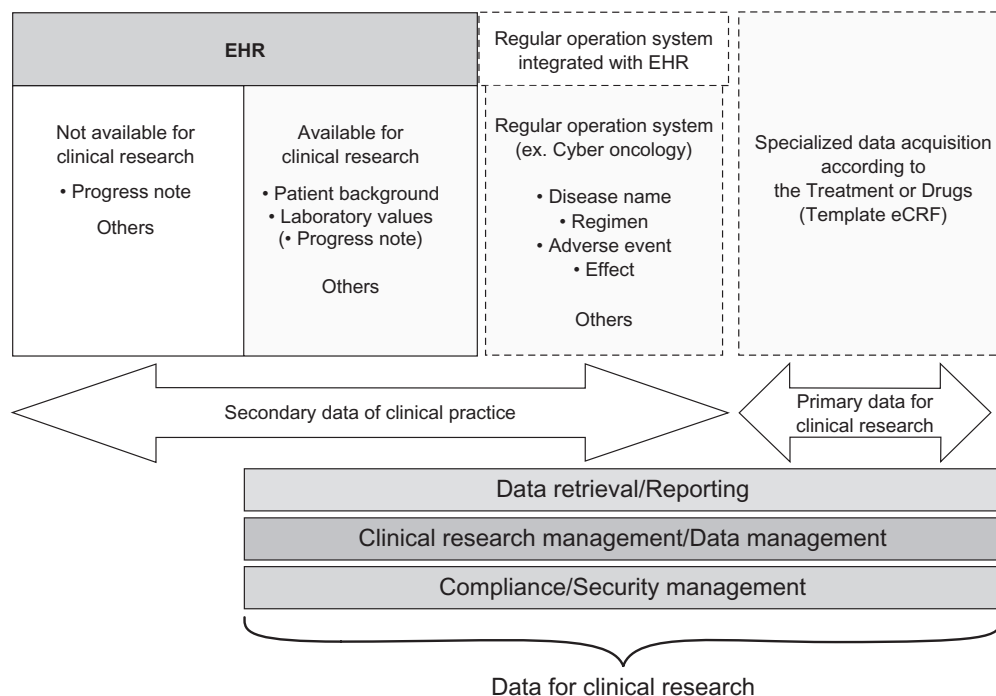 EHR
Regular operation system
integrated with EHR
Not available for
clinical research
• Progress note
Others
Available for
clinical research
• Patient background
• Laboratory values
(• Progress note)
Others
Regular operation system
(ex. Cyber oncology)
• Disease name
• Regimen
• Adverse event
• Effect
Others
Specialized data acquisition
according to
the Treatment or Drugs
(Template eCRF)
Secondary data of clinical practice
Primary data for
clinical research
Data retrieval/Reporting
Clinical research management/Data management
Compliance/Security management
Data for clinical research